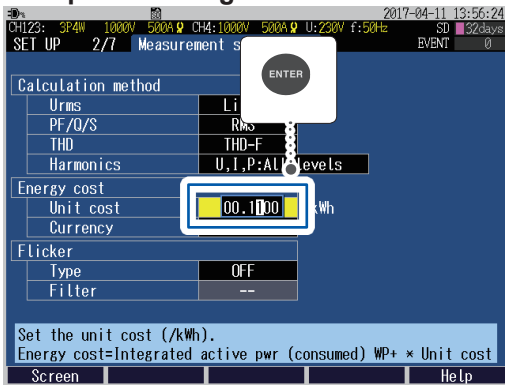 2017-04-11 13:56:24
CH123: 3P4W 1000V 500A CH4:1000V 500A U:230V f:50Hz SD 32days
SET UP 2/7 Measurement s EVENT 0
ENTER
Calculation method
Urms Li
PF/Q/S RMS
THD THD-F
Harmonics U,I,P:All levels
Energy cost
Unit cost 00.1000 kWh
Currency
Flicker
Type OFF
Filter --
Set the unit cost (/kWh).
Energy cost=Integrated active pwr (consumed) WP+ * Unit cost
Screen Help